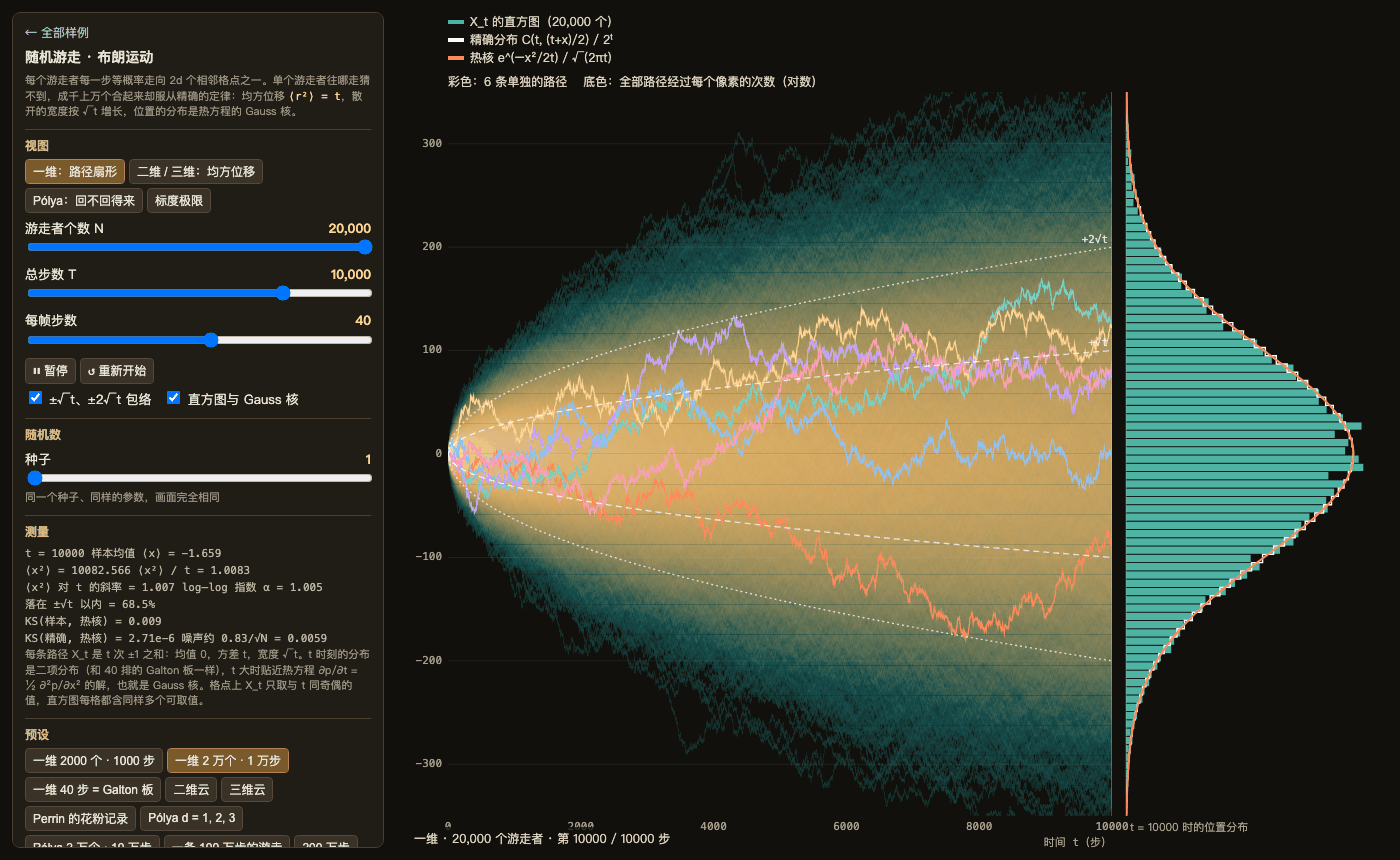 ← 全部样例
随机游走 · 布朗运动
每个游走者每一步等概率走向 2d 个相邻格点之一。单个游走者往哪走猜
不到，成千上万个合起来却服从精确的定律：均方位移 ⟨r²⟩ = t，散
开的宽度按 √t 增长，位置的分布是热方程的 Gauss 核。
视图
一维：路径扇形
二维 / 三维：均方位移
Pólya：回不回得来
标度极限
游走者个数 N 20,000
总步数 T 10,000
每帧步数 40
⏸ 暂停
↺ 重新开始
±√t、±2√t 包络
直方图与 Gauss 核
随机数
种子 1
同一个种子、同样的参数，画面完全相同
测量
t = 10000 样本均值 ⟨x⟩ = −1.659
⟨x²⟩ = 10082.566 ⟨x²⟩ / t = 1.0083
⟨x²⟩ 对 t 的斜率 = 1.007 log–log 指数 α = 1.005
落在 ±√t 以内 = 68.5%
KS(样本, 热核) = 0.009
KS(精确, 热核) = 2.71e-6 噪声约 0.83/√N = 0.0059
每条路径 X_t 是 t 次 ±1 之和：均值 0，方差 t，宽度 √t。t 时刻的分布
是二项分布（和 40 排的 Galton 板一样），t 大时贴近热方程 ∂p/∂t =
½ ∂²p/∂x² 的解，也就是 Gauss 核。格点上 X_t 只取与 t 同奇偶的
值，直方图每格都含同样多个可取值。
预设
一维 2000 个 · 1000 步
一维 2 万个 · 1 万步
一维 40 步 = Galton 板
二维云
三维云
Perrin 的花粉记录
Pólya d = 1, 2, 3
Pólya 2 万个 · 10 万步
一条 100 万步的游走
200 万步
X_t 的直方图（20,000 个）
精确分布 C(t, (t+x)/2) / 2ᵗ
热核 e^(−x²/2t) / √(2πt)
彩色：6 条单独的路径 底色：全部路径经过每个像素的次数（对数）
300
200
100
0
−100
−200
−300
+2√t
+√t
0 2000 4000 6000 8000 10000
t = 10000 时的位置分布
一维 · 20,000 个游走者 · 第 10000 / 10000 步
时间 t（步）